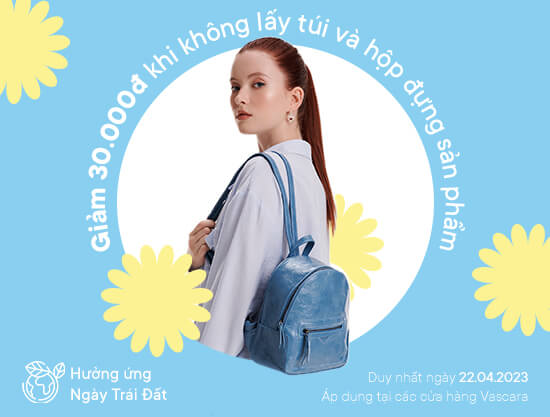 Giảm 30.000đ khi không lấy túi và hộp đựng sản phẩm
Hưởng ứng
Ngày Trái Đất
Duy nhất ngày 22.04.2023
Áp dụng tại các cửa hàng Vascara